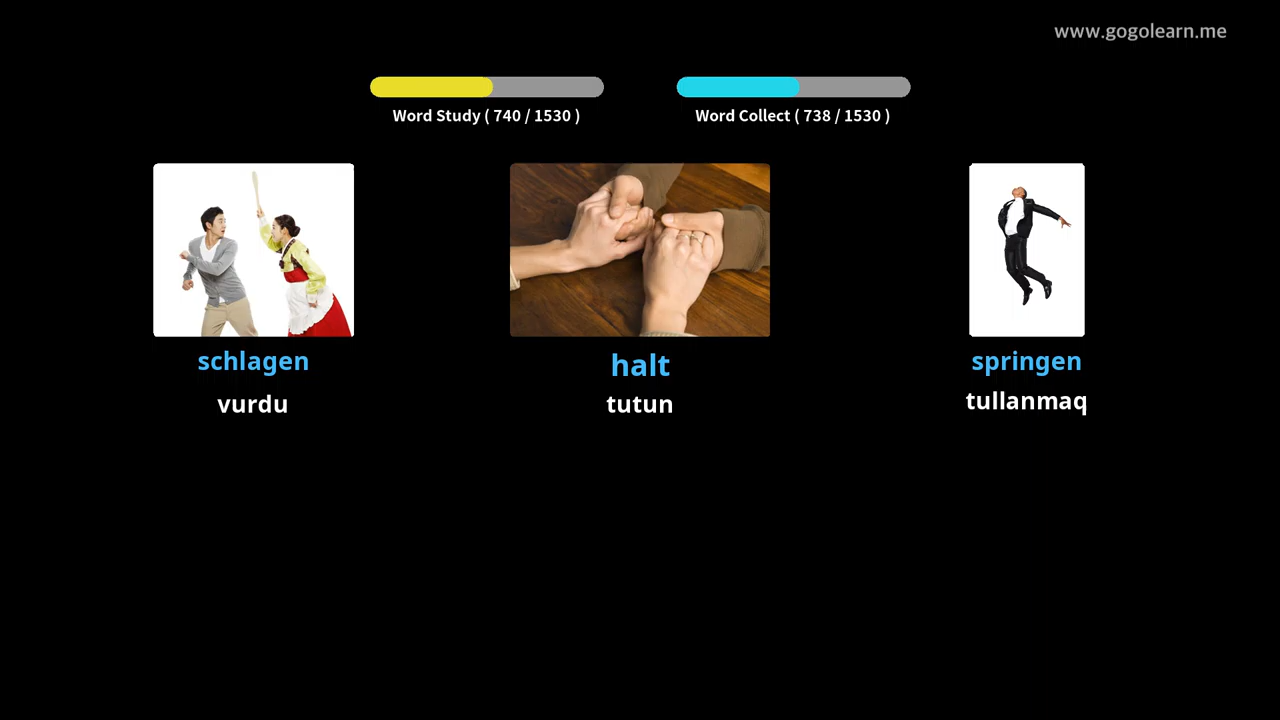 www.gogolearn.me
Word Study ( 740 / 1530 )
Word Collect ( 738 / 1530 )
schlagen
vurdu
halt
tutun
springen
tullanmaq